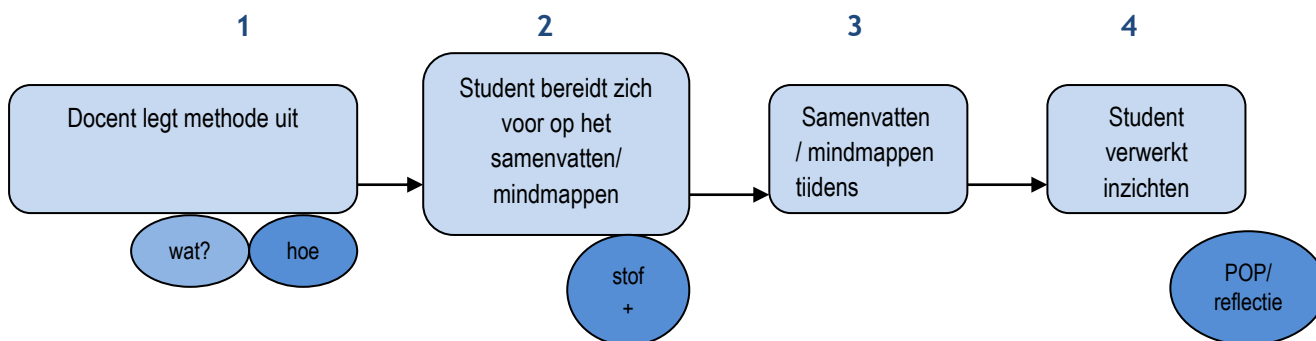 1
2
3
4
Docent legt methode uit
Student bereidt zich
voor op het
samenvatten/
mindmappen
Samenvatten
/ mindmappen
tijdens
Student
verwerkt
inzichten
wat?
hoe
stof
+
POP/
reflectie